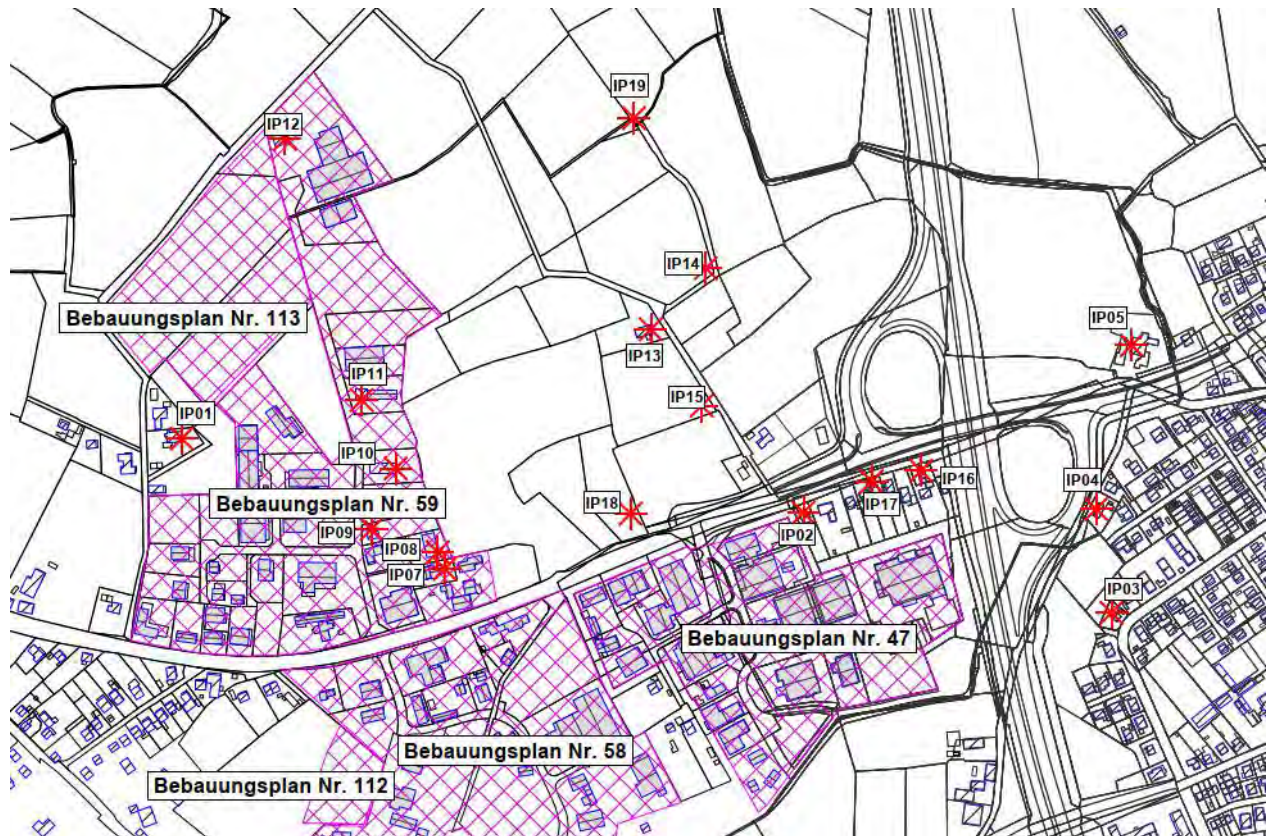 IP19
IP12
IP14
Bebauungsplan Nr. 113
IP13
IP05
IP11
IP15
IP01
IP10
IP16
IP17
IP04
Bebauungsplan Nr. 59
IP18
IP02
IP09
IP08
IP07
IP03
Bebauungsplan Nr. 47
Bebauungsplan Nr. 58
Bebauungsplan Nr. 112